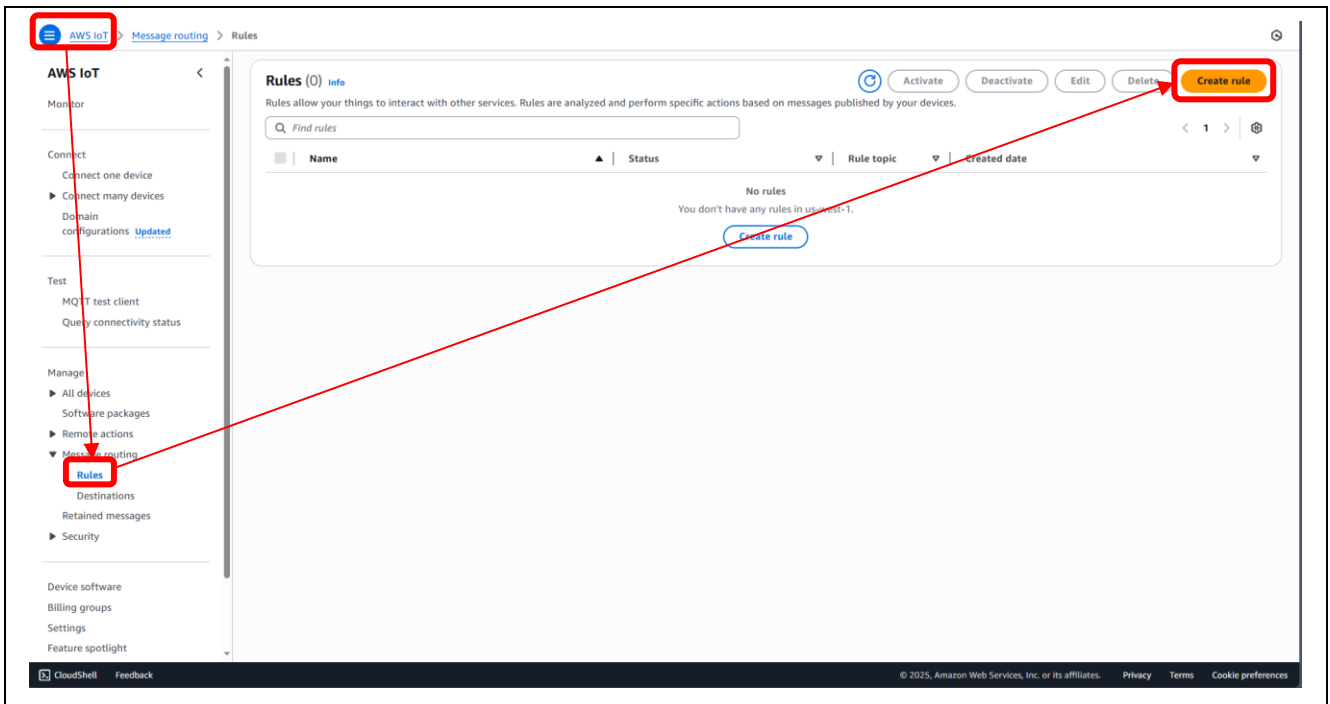 AWS IoT > Message routing > Rules
AWS IoT
Monitor
Connect
Connect one device
Connect many devices
Domain
configurations Updated
Test
MQTT test client
Query connectivity status
Manage
All devices
Software packages
Remote actions
Message routing
Rules
Destinations
Retained messages
Security
Device software
Billing groups
Settings
Feature spotlight
Rules (0) Info
Activate
Deactivate
Edit
Delete
Create rule
Rules allow your things to interact with other services. Rules are analyzed and perform specific actions based on messages published by your devices.
Find rules
< 1 >
Name
Status
Rule topic
Created date
No rules
You don't have any rules in us-west-1.
Create rule
CloudShell Feedback
© 2025, Amazon Web Services, Inc. or its affiliates. Privacy Terms Cookie preferences